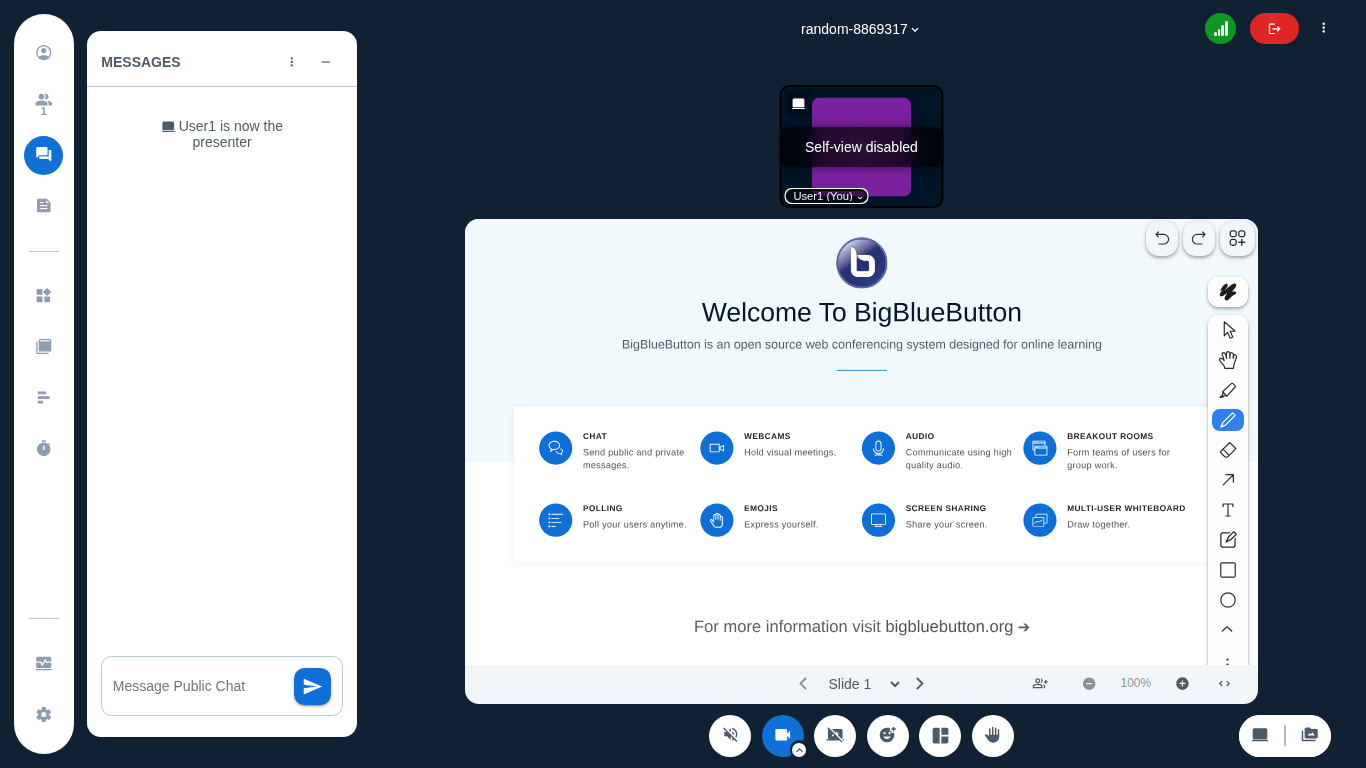 random-8869317
1
MESSAGES
User1 is now the
presenter
Message Public Chat
Self-view disabled
User1 (You)
Welcome To BigBlueButton
BigBlueButton is an open source web conferencing system designed for online learning
CHAT
Send public and private
messages.
WEBCAMS
Hold visual meetings.
AUDIO
Communicate using high
quality audio.
BREAKOUT ROOMS
Form teams of users for
group work.
POLLING
Poll your users anytime.
EMOJIS
Express yourself.
SCREEN SHARING
Share your screen.
MULTI-USER WHITEBOARD
Draw together.
For more information visit bigbluebutton.org →
Slide 1
100%